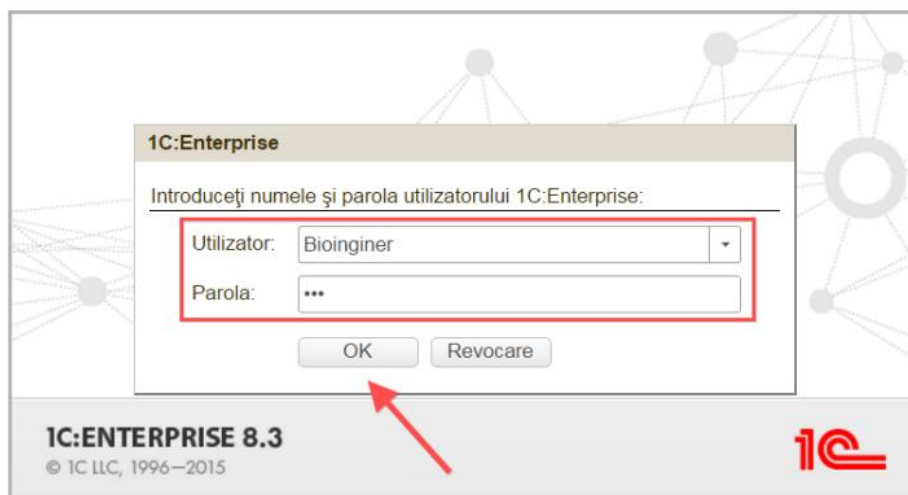 1C:Enterprise
Introduceţi numele şi parola utilizatorului 1C:Enterprise:
Utilizator: Bioinginer
Parola: •••
OK Revocare
1C:ENTERPRISE 8.3
© 1C LLC, 1996—2015
1C